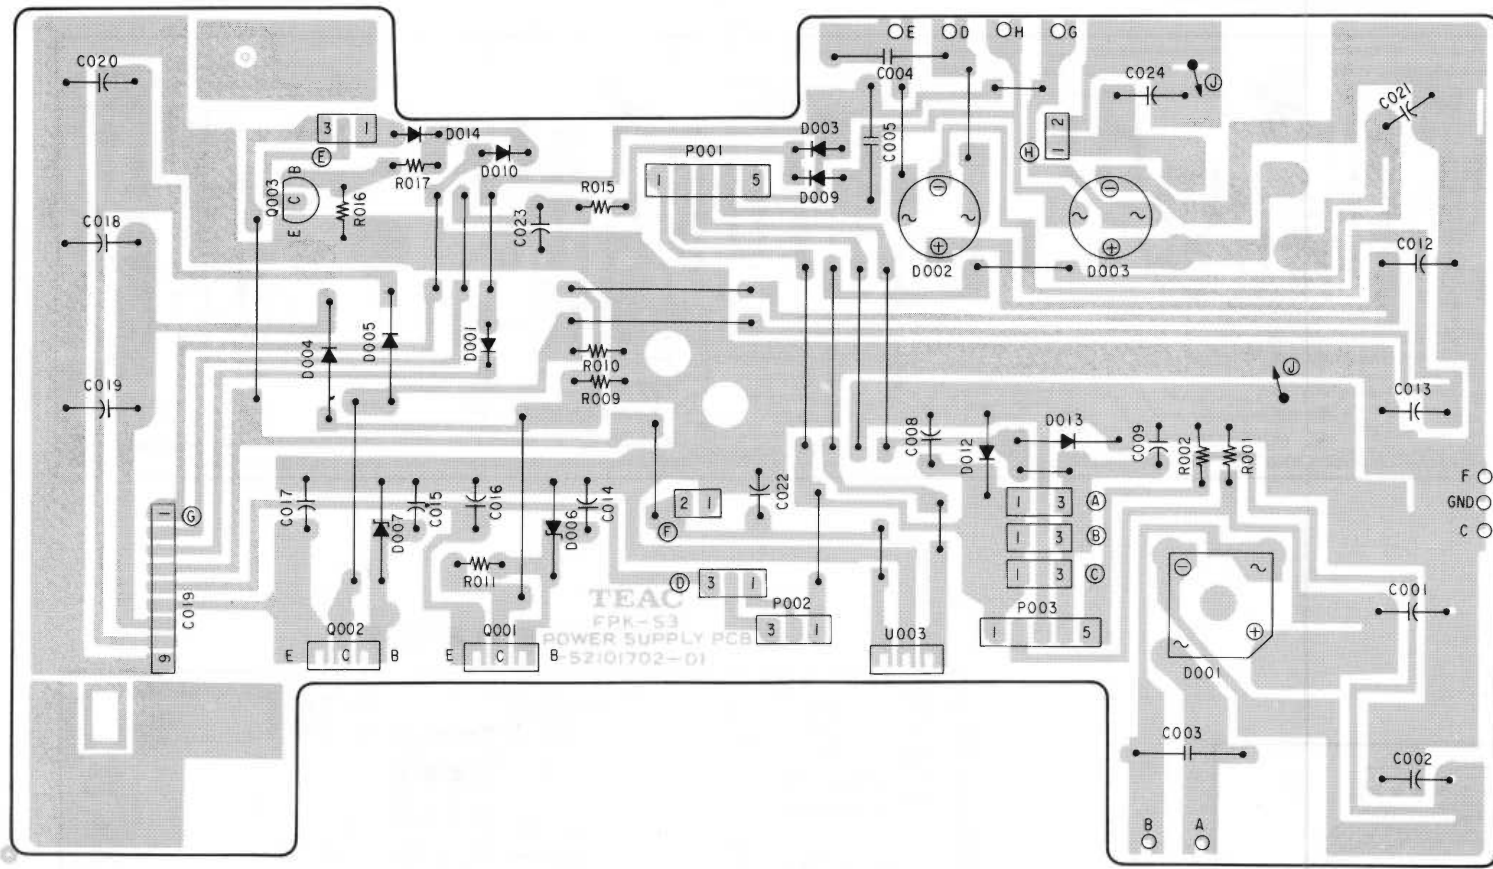 E D H G
C004
C024
J
C020
C021
3 1
D014
D003
C005
2
1
H
E
B
D010
P001
R017
1 5
Q003
C
R016
R015
D009
E
C018
C023
C012
D002
D003
D005
D001
D004
R010
J
C019
R009
C013
D013
C008
D012
C009
R002
R001
F
C017
C015
C016
C014
C022
2 1
1 3 A
GND
1
G
D007
D006
F
1 3 B
C
R011
D
3 1
1 3 C
TEAC
FPK-53
POWER SUPPLY PCB
52101702-01
P002
P003
C001
C019
Q002
Q001
3 1
U003
1 5
9
E C B
E C B
D001
C003
C002
B A